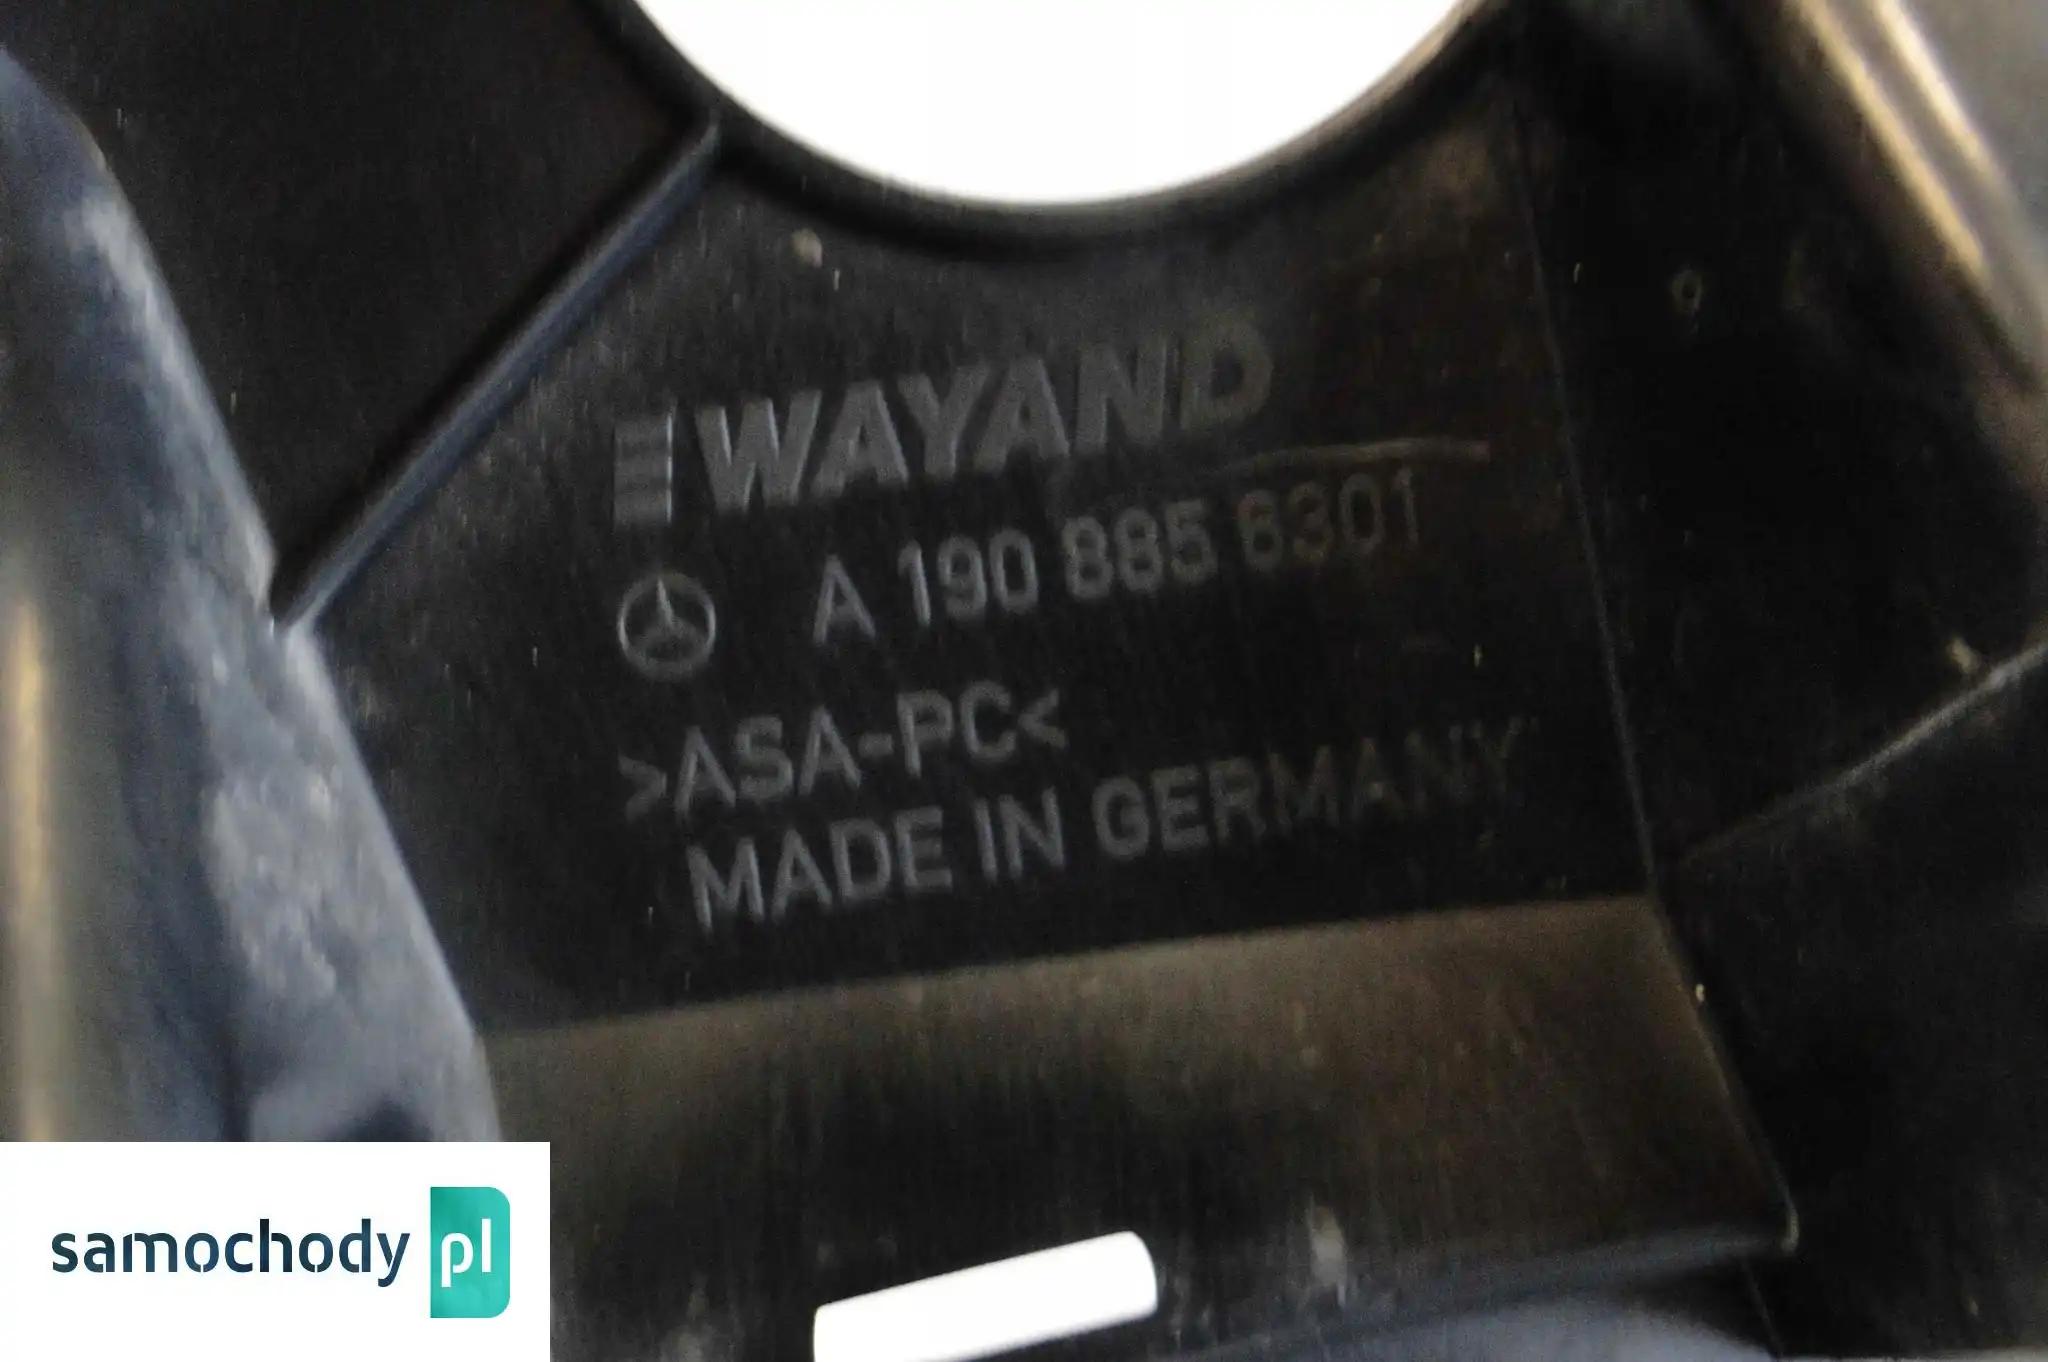 WAYAND
A 190 885 6301
>ASA-PC<
MADE IN GERMANY
samochody pl